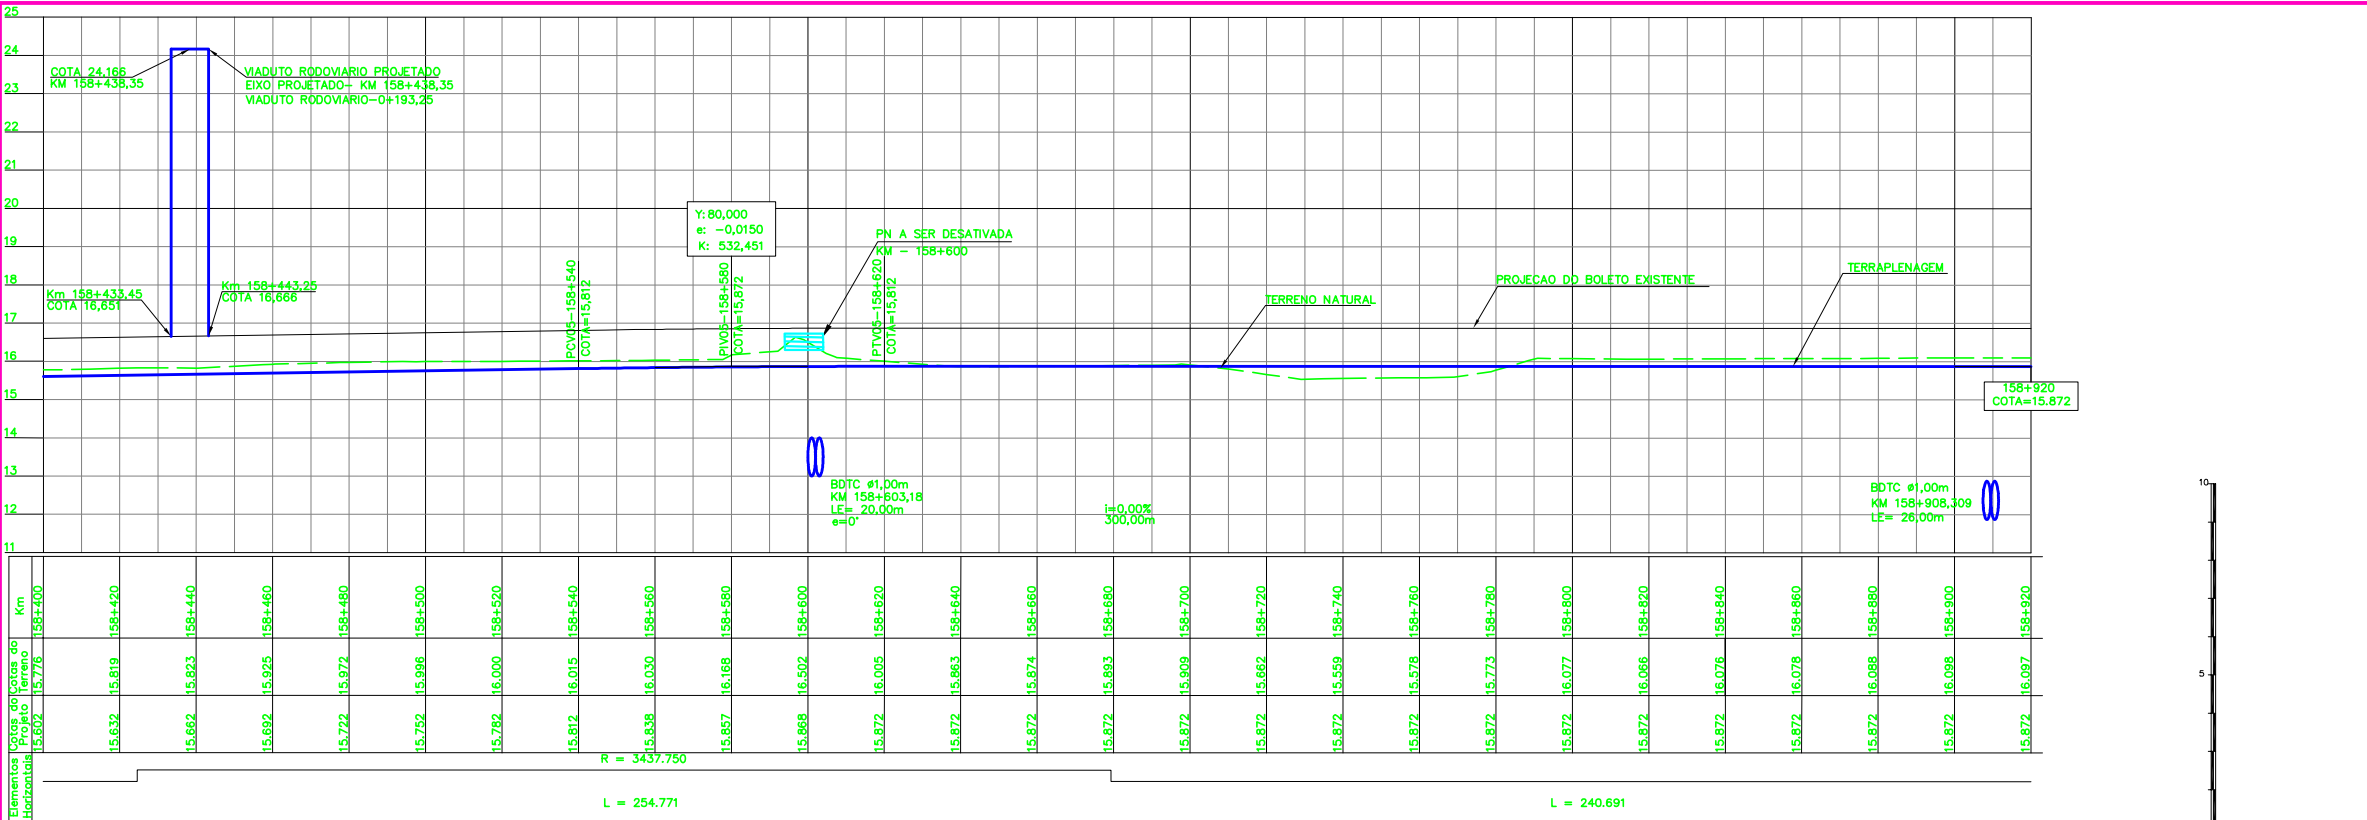 25
24
23
22
21
20
19
18
17
16
15
14
13
12
11
COTA 24.166
KM 158+438,35
VIADUTO RODOVIARIO PROJETADO
EIXO PROJETADO- KM 158+438,35
VIADUTO RODOVIARIO-0+193,25
Km 158+433.45
COTA 16,651
Km 158+443,25
COTA 16,666
PCV05-158+540
COTA=15,812
Y: 80,000
e: -0,0150
K: 532,451
PIV05-158+580
COTA=15,872
PN A SER DESATIVADA
KM - 158+600
PTV05-158+620
COTA=15,812
TERRENO NATURAL
PROJECAO DO BOLETO EXISTENTE
TERRAPLENAGEM
158+920
COTA=15.872
BDTC ø1,00m
KM 158+603,18
LE= 20,00m
e=0°
i=0.00%
300,00m
BDTC ø1,00m
KM 158+908,309
LE= 26,00m
10
5
Km
158+400 158+420 158+440 158+460 158+480 158+500 158+520 158+540 158+560 158+580 158+600 158+620 158+640 158+660 158+680 158+700 158+720 158+740 158+760 158+780 158+800 158+820 158+840 158+860 158+880 158+900 158+920
Cotas do
Terreno
15.776 15.819 15.823 15.925 15.972 15.996 16.000 16.015 16.030 16.168 16.502 16.005 15.863 15.874 15.893 15.909 15.662 15.559 15.578 15.773 16.077 16.066 16.076 16.078 16.088 16.098 16.097
Cotas do
Projeto
15.602 15.632 15.662 15.692 15.722 15.752 15.782 15.812 15.838 15.857 15.868 15.872 15.872 15.872 15.872 15.872 15.872 15.872 15.872 15.872 15.872 15.872 15.872 15.872 15.872 15.872 15.872
Elementos
Horizontais
R = 3437.750
L = 254.771
L = 240.691